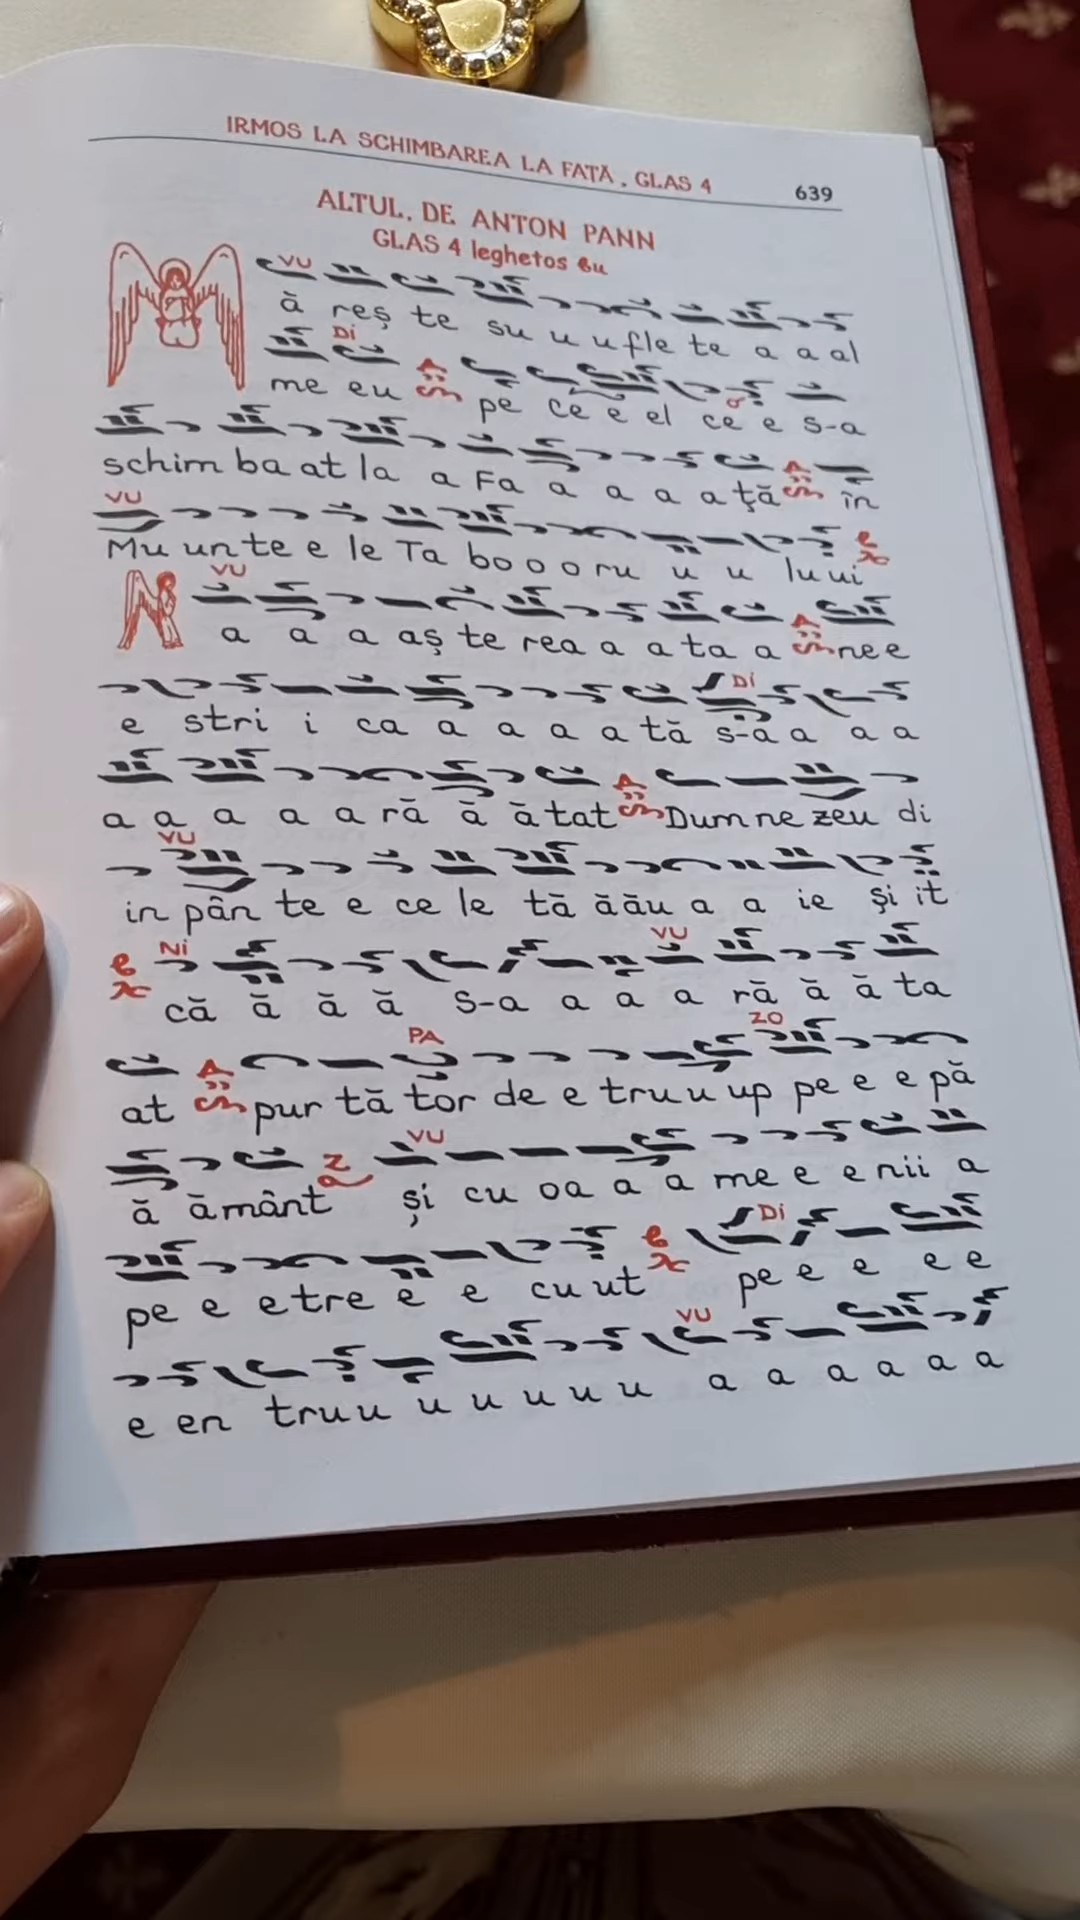 IRMOS LA SCHIMBAREA LA FAȚĂ, GLAS 4 639
ALTUL, DE ANTON PANN
GLAS 4 leghetos Bu
VU
M ă reș te su u u fle te a a al
Di
me eu pe ce e el ce e s-a
schim ba at la a Fa a a a a ță în
VU
Mu un te e le Ta bo o o ru u u lu ui
VU
N a a a aș te rea a a ta a ne e
Di
e stri i ca a a a a tă s-a a a a
a a a a a ră ă ă tat Dum ne zeu di
VU
in pân te e ce le tă ă ău a a ie și it
Ni VU
că ă ă ă s-a a a a ră ă ă ta
PA ZO
at pur tă tor de e tru u up pe e e pă
VU
ă ă mânt și cu oa a a me e e nii a
Di
pe e e tre e e cu ut pe e e e e
VU
e en tru u u u u u u a a a a a a